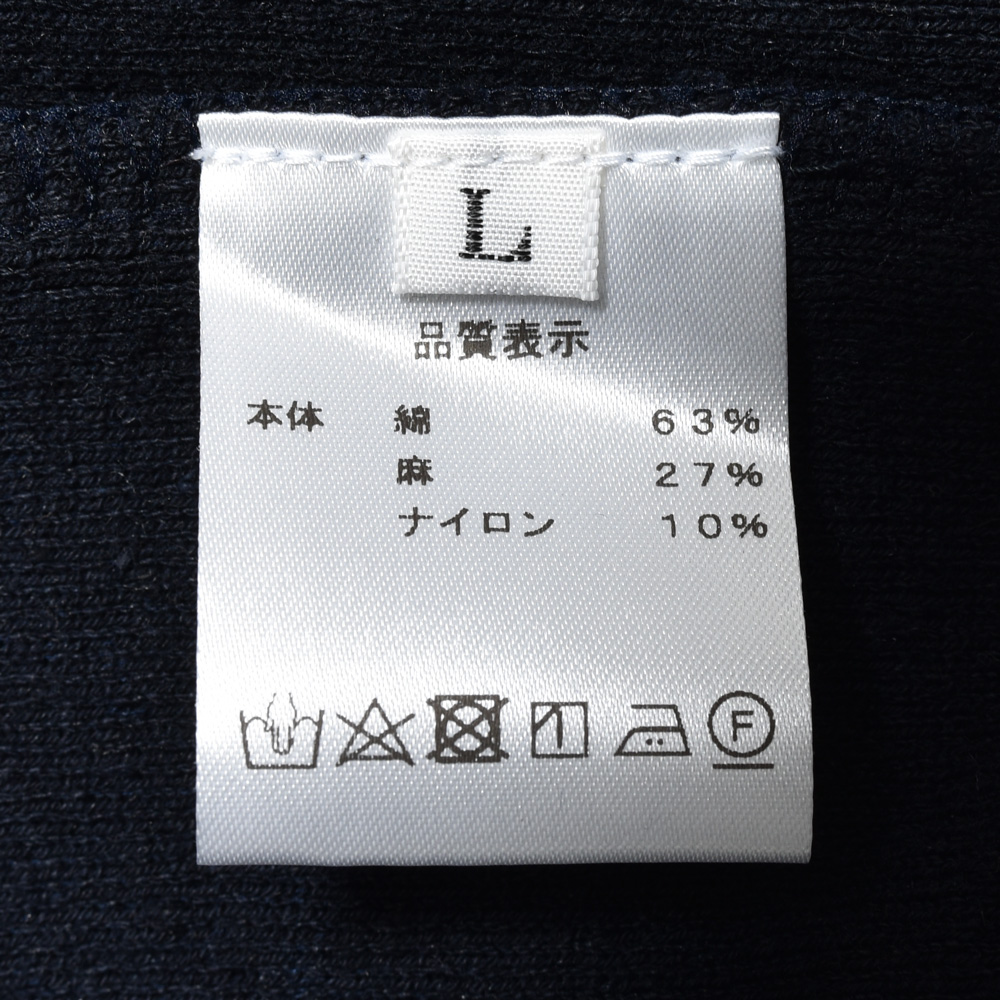 L
品質表示
本体 綿 63%
麻 27%
ナイロン 10%
F